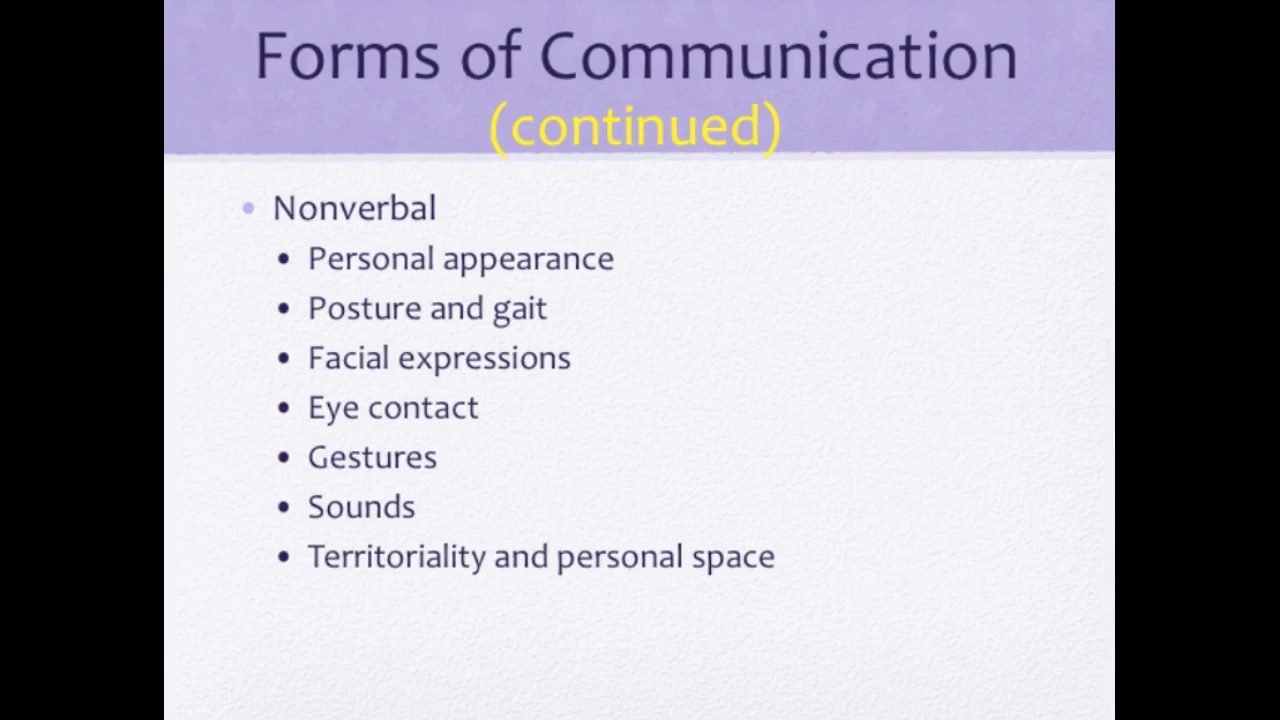 Forms of Communication
(continued)
• Nonverbal
• Personal appearance
• Posture and gait
• Facial expressions
• Eye contact
• Gestures
• Sounds
• Territoriality and personal space